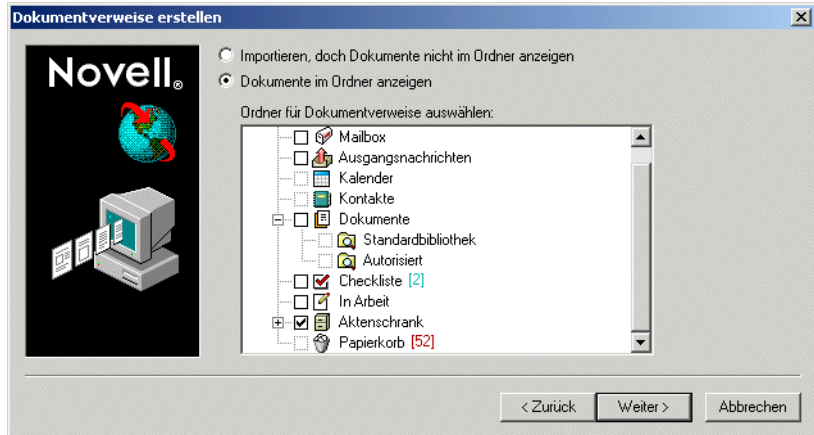 Dokumentverweise erstellen
Novell®
Importieren, doch Dokumente nicht im Ordner anzeigen
Dokumente im Ordner anzeigen
Ordner für Dokumentverweise auswählen:
Mailbox
Ausgangsnachrichten
Kalender
Kontakte
Dokumente
Standardbibliothek
Autorisiert
Checkliste [2]
In Arbeit
Aktenschrank
Papierkorb [52]
< Zurück
Weiter >
Abbrechen